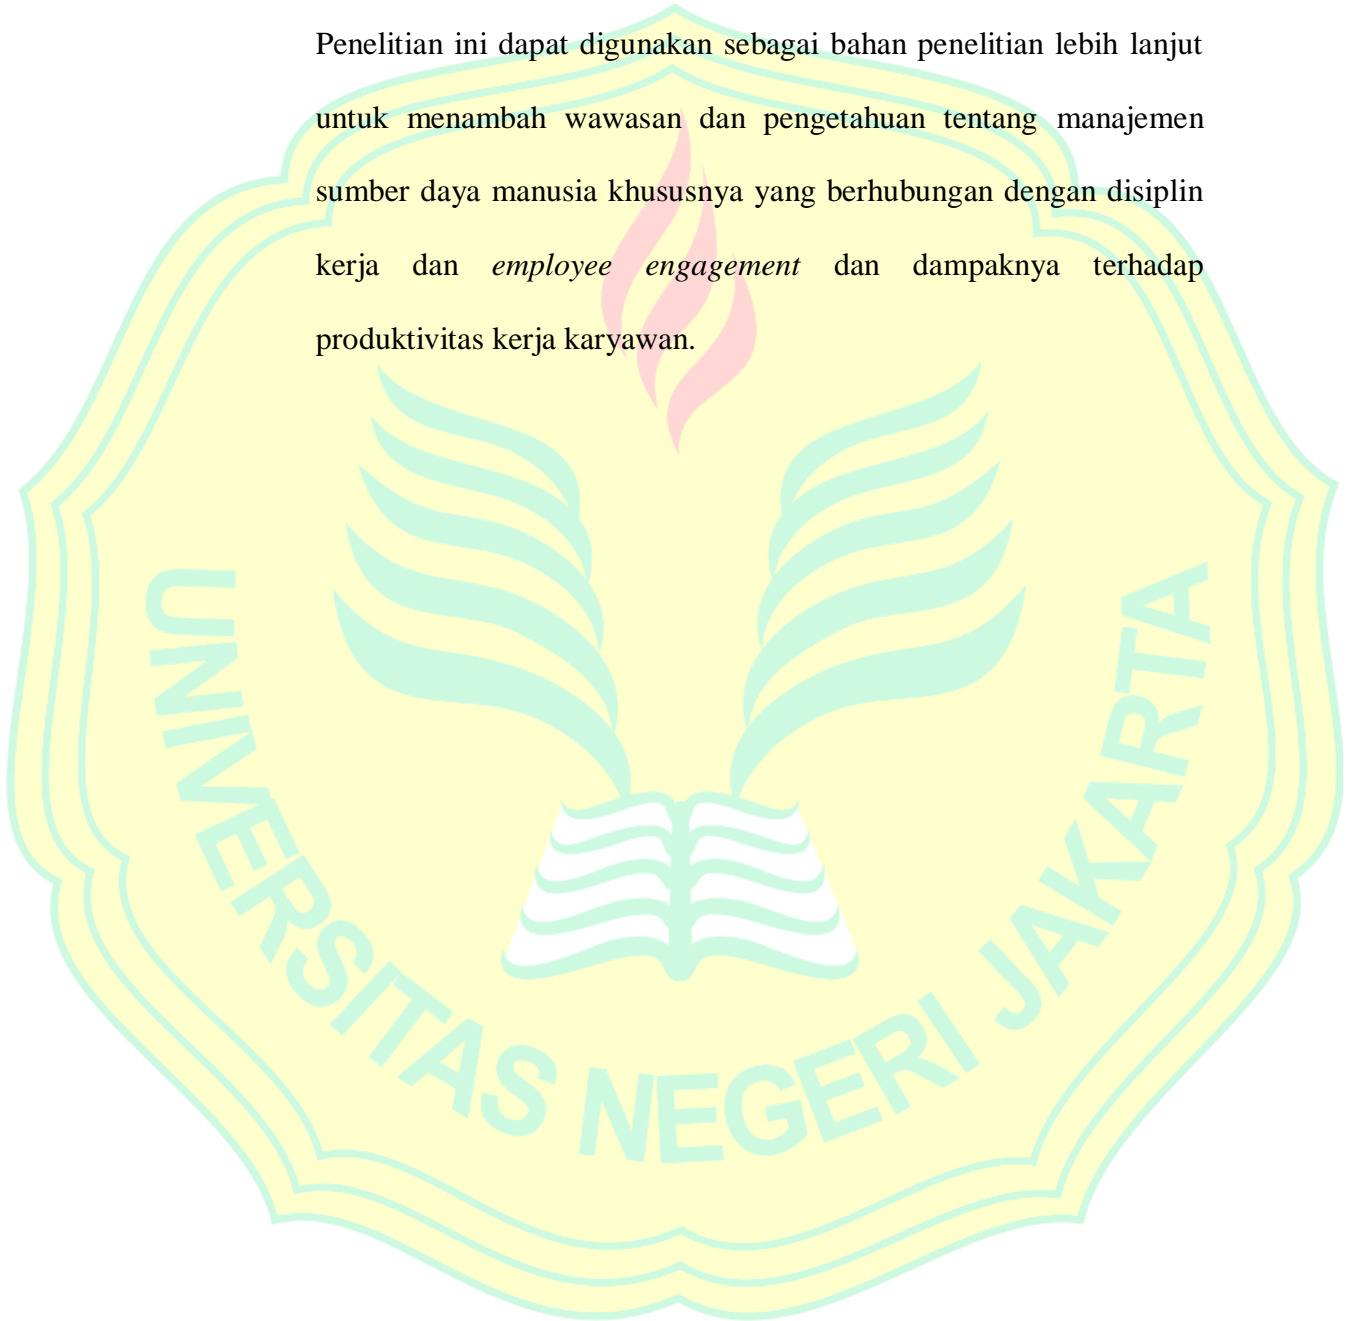 Penelitian ini dapat digunakan sebagai bahan penelitian lebih lanjut
untuk menambah wawasan dan pengetahuan tentang manajemen
sumber daya manusia khususnya yang berhubungan dengan disiplin
kerja dan employee engagement dan dampaknya terhadap
produktivitas kerja karyawan.
UNIVERSITAS NEGERI JAKARTA